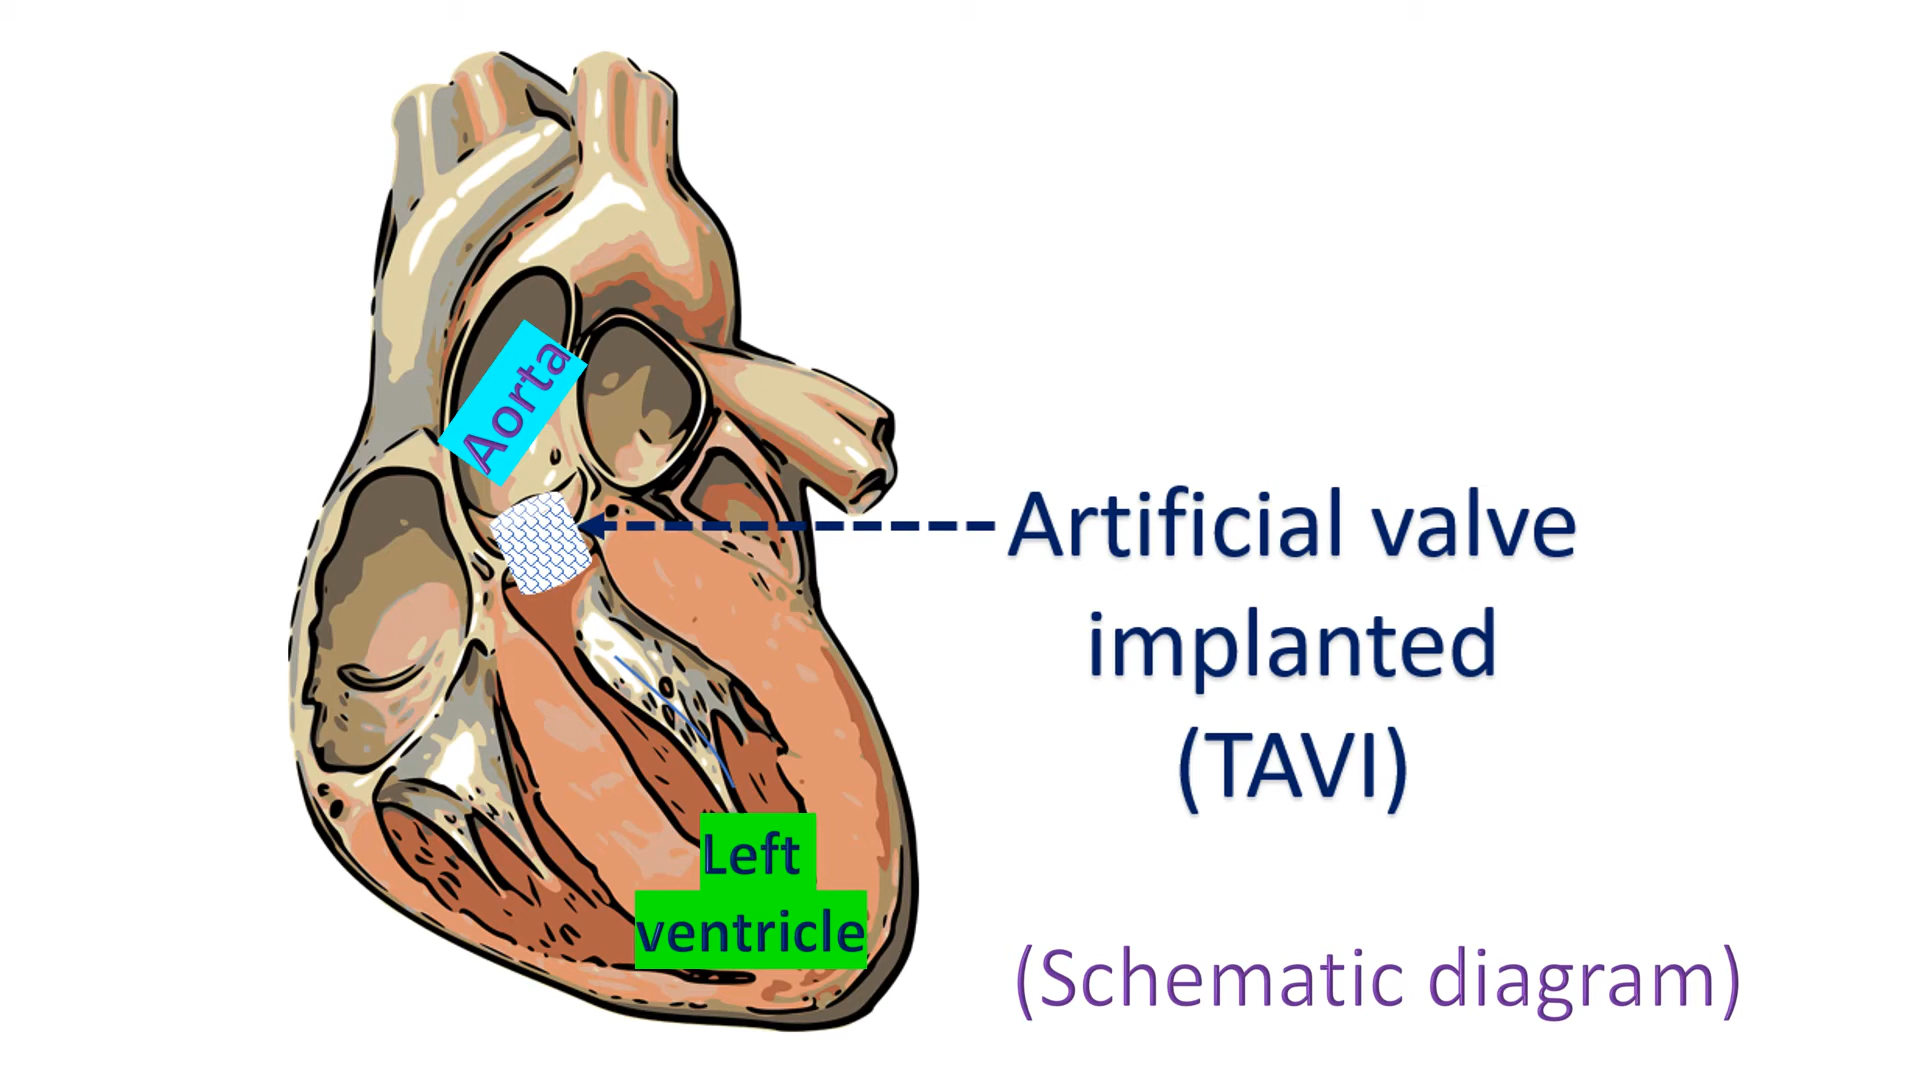 Aorta
Artificial valve
implanted
(TAVI)
Left
ventricle
(Schematic diagram)